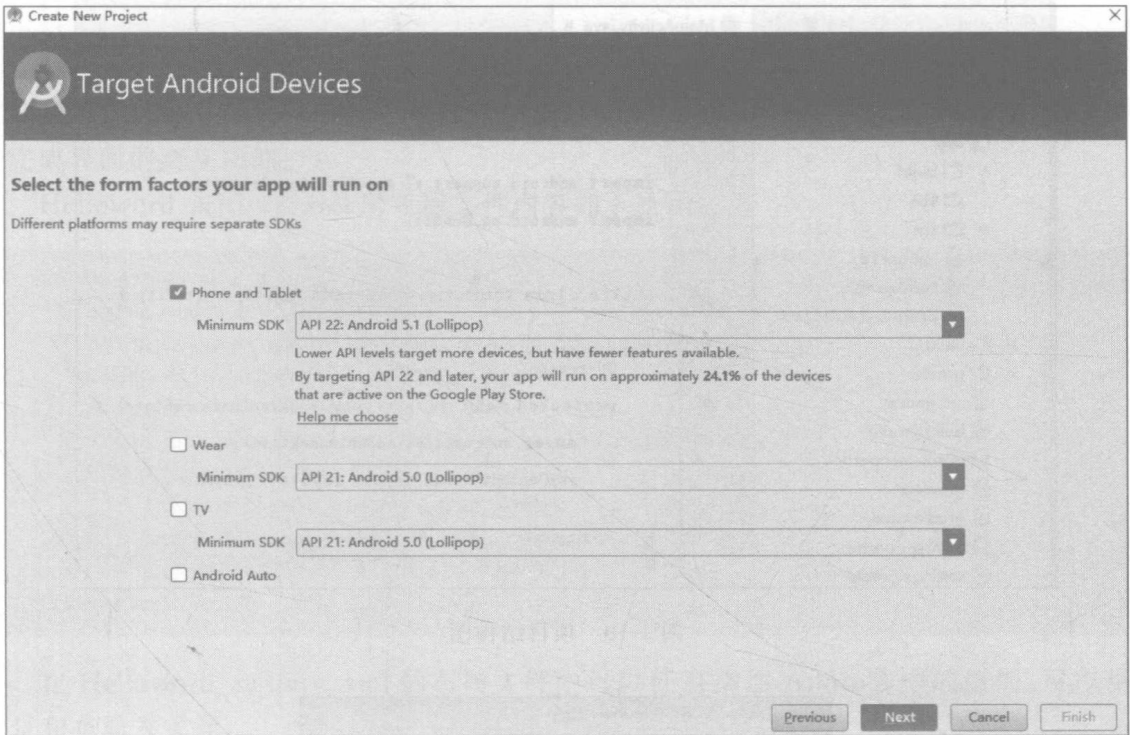 Create New Project
Target Android Devices
Select the form factors your app will run on
Different platforms may require separate SDKs
Phone and Tablet
Minimum SDK API 22: Android 5.1 (Lollipop)
Lower API levels target more devices, but have fewer features available.
By targeting API 22 and later, your app will run on approximately 24.1% of the devices
that are active on the Google Play Store.
Help me choose
Wear
Minimum SDK API 21: Android 5.0 (Lollipop)
TV
Minimum SDK API 21: Android 5.0 (Lollipop)
Android Auto
Previous Next Cancel Finish